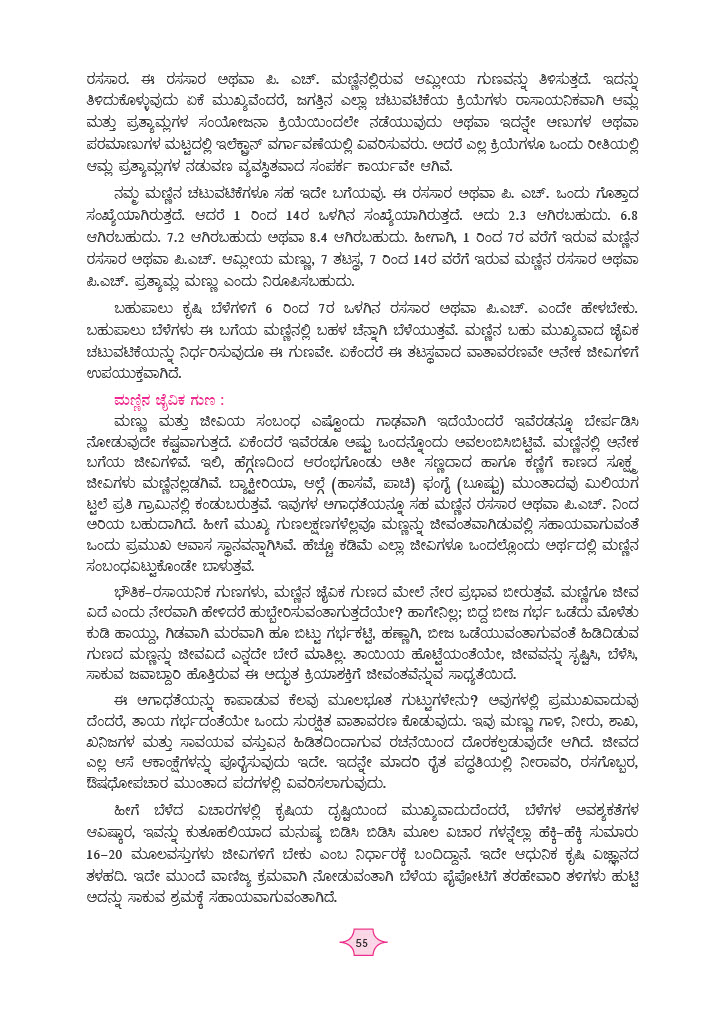 ರಸಸಾರ. ಈ ರಸಸಾರ ಅಥವಾ ಪಿ. ಎಚ್. ಮಣ್ಣಿನಲ್ಲಿರುವ ಆಮ್ಲೀಯ ಗುಣವನ್ನು ತಿಳಿಸುತ್ತದೆ. ಇದನ್ನು
ತಿಳಿದುಕೊಳ್ಳುವುದು ಏಕೆ ಮುಖ್ಯವೆಂದರೆ, ಜಗತ್ತಿನ ಎಲ್ಲಾ ಚಟುವಟಿಕೆಯ ಕ್ರಿಯೆಗಳು ರಾಸಾಯನಿಕವಾಗಿ ಆಮ್ಲ
ಮತ್ತು ಪ್ರತ್ಯಾಮ್ಲಗಳ ಸಂಯೋಜನಾ ಕ್ರಿಯೆಯಿಂದಲೇ ನಡೆಯುವುದು ಅಥವಾ ಇದನ್ನೇ ಅಣುಗಳ ಅಥವಾ
ಪರಮಾಣುಗಳ ಮಟ್ಟದಲ್ಲಿ ಇಲೆಕ್ಟ್ರಾನ್ ವರ್ಗಾವಣೆಯಲ್ಲಿ ವಿವರಿಸುವರು. ಅದರೆ ಎಲ್ಲ ಕ್ರಿಯೆಗಳೂ ಒಂದು ರೀತಿಯಲ್ಲಿ
ಆಮ್ಲ ಪ್ರತ್ಯಾಮ್ಲಗಳ ನಡುವಣ ವ್ಯವಸ್ಥಿತವಾದ ಸಂಪರ್ಕ ಕಾರ್ಯವೇ ಆಗಿವೆ.
ನಮ್ಮ ಮಣ್ಣಿನ ಚಟುವಟಿಕೆಗಳೂ ಸಹ ಇದೇ ಬಗೆಯವು. ಈ ರಸಸಾರ ಅಥವಾ ಪಿ. ಎಚ್. ಒಂದು ಗೊತ್ತಾದ
ಸಂಖ್ಯೆಯಾಗಿರುತ್ತದೆ. ಆದರೆ 1 ರಿಂದ 14ರ ಒಳಗಿನ ಸಂಖ್ಯೆಯಾಗಿರುತ್ತದೆ. ಅದು 2.3 ಆಗಿರಬಹುದು. 6.8
ಆಗಿರಬಹುದು. 7.2 ಆಗಿರಬಹುದು ಅಥವಾ 8.4 ಆಗಿರಬಹುದು. ಹೀಗಾಗಿ, 1 ರಿಂದ 7ರ ವರೆಗೆ ಇರುವ ಮಣ್ಣಿನ
ರಸಸಾರ ಅಥವಾ ಪಿ.ಎಚ್. ಆಮ್ಲೀಯ ಮಣ್ಣು, 7 ತಟಸ್ಥ, 7 ರಿಂದ 14ರ ವರೆಗೆ ಇರುವ ಮಣ್ಣಿನ ರಸಸಾರ ಅಥವಾ
ಪಿ.ಎಚ್. ಪ್ರತ್ಯಾಮ್ಲ ಮಣ್ಣು ಎಂದು ನಿರೂಪಿಸಬಹುದು.
ಬಹುಪಾಲು ಕೃಷಿ ಬೆಳೆಗಳಿಗೆ 6 ರಿಂದ 7ರ ಒಳಗಿನ ರಸಸಾರ ಅಥವಾ ಪಿ.ಎಚ್. ಎಂದೇ ಹೇಳಬೇಕು.
ಬಹುಪಾಲು ಬೆಳೆಗಳು ಈ ಬಗೆಯ ಮಣ್ಣಿನಲ್ಲಿ ಬಹಳ ಚೆನ್ನಾಗಿ ಬೆಳೆಯುತ್ತವೆ. ಮಣ್ಣಿನ ಬಹು ಮುಖ್ಯವಾದ ಜೈವಿಕ
ಚಟುವಟಿಕೆಯನ್ನು ನಿರ್ಧರಿಸುವುದೂ ಈ ಗುಣವೇ. ಏಕೆಂದರೆ ಈ ತಟಸ್ಥವಾದ ವಾತಾವರಣವೇ ಅನೇಕ ಜೀವಿಗಳಿಗೆ
ಉಪಯುಕ್ತವಾಗಿದೆ.
ಮಣ್ಣಿನ ಜೈವಿಕ ಗುಣ :
ಮಣ್ಣು ಮತ್ತು ಜೀವಿಯ ಸಂಬಂಧ ಎಷ್ಟೊಂದು ಗಾಢವಾಗಿ ಇದೆಯೆಂದರೆ ಇವೆರಡನ್ನೂ ಬೇರ್ಪಡಿಸಿ
ನೋಡುವುದೇ ಕಷ್ಟವಾಗುತ್ತದೆ. ಏಕೆಂದರೆ ಇವೆರಡೂ ಅಷ್ಟು ಒಂದನ್ನೊಂದು ಅವಲಂಬಿಸಿಬಿಟ್ಟಿವೆ. ಮಣ್ಣಿನಲ್ಲಿ ಅನೇಕ
ಬಗೆಯ ಜೀವಿಗಳಿವೆ. ಇಲಿ, ಹೆಗ್ಗಣದಿಂದ ಆರಂಭಗೊಂಡು ಅತೀ ಸಣ್ಣದಾದ ಹಾಗೂ ಕಣ್ಣಿಗೆ ಕಾಣದ ಸೂಕ್ಷ್ಮ
ಜೀವಿಗಳು ಮಣ್ಣಿನಲ್ಲಡಗಿವೆ. ಬ್ಯಾಕ್ಟೀರಿಯಾ, ಆಲ್ಗೆ (ಹಾಸವೆ, ಪಾಚಿ) ಫಂಗೈ (ಬೂಷ್ಟು) ಮುಂತಾದವು ಮಿಲಿಯಗ
ಟ್ಟಲೆ ಪ್ರತಿ ಗ್ರಾಮಿನಲ್ಲಿ ಕಂಡುಬರುತ್ತವೆ. ಇವುಗಳ ಅಗಾಧತೆಯನ್ನೂ ಸಹ ಮಣ್ಣಿನ ರಸಸಾರ ಅಥವಾ ಪಿ.ಎಚ್. ನಿಂದ
ಅರಿಯ ಬಹುದಾಗಿದೆ. ಹೀಗೆ ಮುಖ್ಯ ಗುಣಲಕ್ಷಣಗಳೆಲ್ಲವೂ ಮಣ್ಣನ್ನು ಜೀವಂತವಾಗಿಡುವಲ್ಲಿ ಸಹಾಯವಾಗುವಂತೆ
ಒಂದು ಪ್ರಮುಖ ಆವಾಸ ಸ್ಥಾನವನ್ನಾಗಿಸಿವೆ. ಹೆಚ್ಚೂ ಕಡಿಮೆ ಎಲ್ಲಾ ಜೀವಿಗಳೂ ಒಂದಲ್ಲೊಂದು ಅರ್ಥದಲ್ಲಿ ಮಣ್ಣಿನ
ಸಂಬಂಧವಿಟ್ಟುಕೊಂಡೇ ಬಾಳುತ್ತವೆ.
ಭೌತಿಕ–ರಸಾಯನಿಕ ಗುಣಗಳು, ಮಣ್ಣಿನ ಜೈವಿಕ ಗುಣದ ಮೇಲೆ ನೇರ ಪ್ರಭಾವ ಬೀರುತ್ತವೆ. ಮಣ್ಣಿಗೂ ಜೀವ
ವಿದೆ ಎಂದು ನೇರವಾಗಿ ಹೇಳಿದರೆ ಹುಬ್ಬೇರಿಸುವಂತಾಗುತ್ತದೆಯೇ? ಹಾಗೇನಿಲ್ಲ; ಬಿದ್ದ ಬೀಜ ಗರ್ಭ ಒಡೆದು ಮೊಳೆತು
ಕುಡಿ ಹಾಯ್ದು, ಗಿಡವಾಗಿ ಮರವಾಗಿ ಹೂ ಬಿಟ್ಟು ಗರ್ಭಕಟ್ಟಿ, ಹಣ್ಣಾಗಿ, ಬೀಜ ಒಡೆಯುವಂತಾಗುವಂತೆ ಹಿಡಿದಿಡುವ
ಗುಣದ ಮಣ್ಣನ್ನು ಜೀವವಿದೆ ಎನ್ನದೇ ಬೇರೆ ಮಾತಿಲ್ಲ. ತಾಯಿಯ ಹೊಟ್ಟೆಯಂತೆಯೇ, ಜೀವವನ್ನು ಸೃಷ್ಟಿಸಿ, ಬೆಳೆಸಿ,
ಸಾಕುವ ಜವಾಬ್ದಾರಿ ಹೊತ್ತಿರುವ ಈ ಅದ್ಭುತ ಕ್ರಿಯಾಶಕ್ತಿಗೆ ಜೀವಂತವೆನ್ನುವ ಸಾಧ್ಯತೆಯಿದೆ.
ಈ ಅಗಾಧತೆಯನ್ನು ಕಾಪಾಡುವ ಕೆಲವು ಮೂಲಭೂತ ಗುಟ್ಟುಗಳೇನು? ಅವುಗಳಲ್ಲಿ ಪ್ರಮುಖವಾದುವು
ದೆಂದರೆ, ತಾಯ ಗರ್ಭದಂತೆಯೇ ಒಂದು ಸುರಕ್ಷಿತ ವಾತಾವರಣ ಕೊಡುವುದು. ಇವು ಮಣ್ಣು ಗಾಳಿ, ನೀರು, ಶಾಖ,
ಖನಿಜಗಳ ಮತ್ತು ಸಾವಯವ ವಸ್ತುವಿನ ಹಿಡಿತದಿಂದಾಗುವ ರಚನೆಯಿಂದ ದೊರಕಲ್ಪಡುವುದೇ ಆಗಿದೆ. ಜೀವದ
ಎಲ್ಲ ಆಸೆ ಆಕಾಂಕ್ಷೆಗಳನ್ನು ಪೂರೈಸುವುದು ಇದೇ. ಇದನ್ನೇ ಮಾದರಿ ರೈತ ಪದ್ಧತಿಯಲ್ಲಿ ನೀರಾವರಿ, ರಸಗೊಬ್ಬರ,
ಔಷಧೋಪಚಾರ ಮುಂತಾದ ಪದಗಳಲ್ಲಿ ವಿವರಿಸಲಾಗುವುದು.
ಹೀಗೆ ಬೆಳೆದ ವಿಚಾರಗಳಲ್ಲಿ ಕೃಷಿಯ ದೃಷ್ಟಿಯಿಂದ ಮುಖ್ಯವಾದುದೆಂದರೆ, ಬೆಳೆಗಳ ಅವಶ್ಯಕತೆಗಳ
ಆವಿಷ್ಕಾರ, ಇವನ್ನು ಕುತೂಹಲಿಯಾದ ಮನುಷ್ಯ ಬಿಡಿಸಿ ಬಿಡಿಸಿ ಮೂಲ ವಿಚಾರ ಗಳನ್ನೆಲ್ಲಾ ಹೆಕ್ಕಿ–ಹೆಕ್ಕಿ ಸುಮಾರು
16–20 ಮೂಲವಸ್ತುಗಳು ಜೀವಿಗಳಿಗೆ ಬೇಕು ಎಂಬ ನಿರ್ಧಾರಕ್ಕೆ ಬಂದಿದ್ದಾನೆ. ಇದೇ ಆಧುನಿಕ ಕೃಷಿ ವಿಜ್ಞಾನದ
ತಳಹದಿ. ಇದೇ ಮುಂದೆ ವಾಣಿಜ್ಯ ಕ್ರಮವಾಗಿ ನೋಡುವಂತಾಗಿ ಬೆಳೆಯ ಪೈಪೋಟಿಗೆ ತರಹೇವಾರಿ ತಳಿಗಳು ಹುಟ್ಟಿ
ಅದನ್ನು ಸಾಕುವ ಶ್ರಮಕ್ಕೆ ಸಹಾಯವಾಗುವಂತಾಗಿದೆ.
55